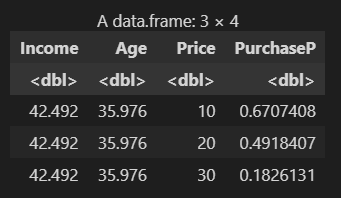 A data.frame: 3 × 4
Income Age Price PurchaseP
<dbl> <dbl> <dbl> <dbl>
42.492 35.976 10 0.6707408
42.492 35.976 20 0.4918407
42.492 35.976 30 0.1826131